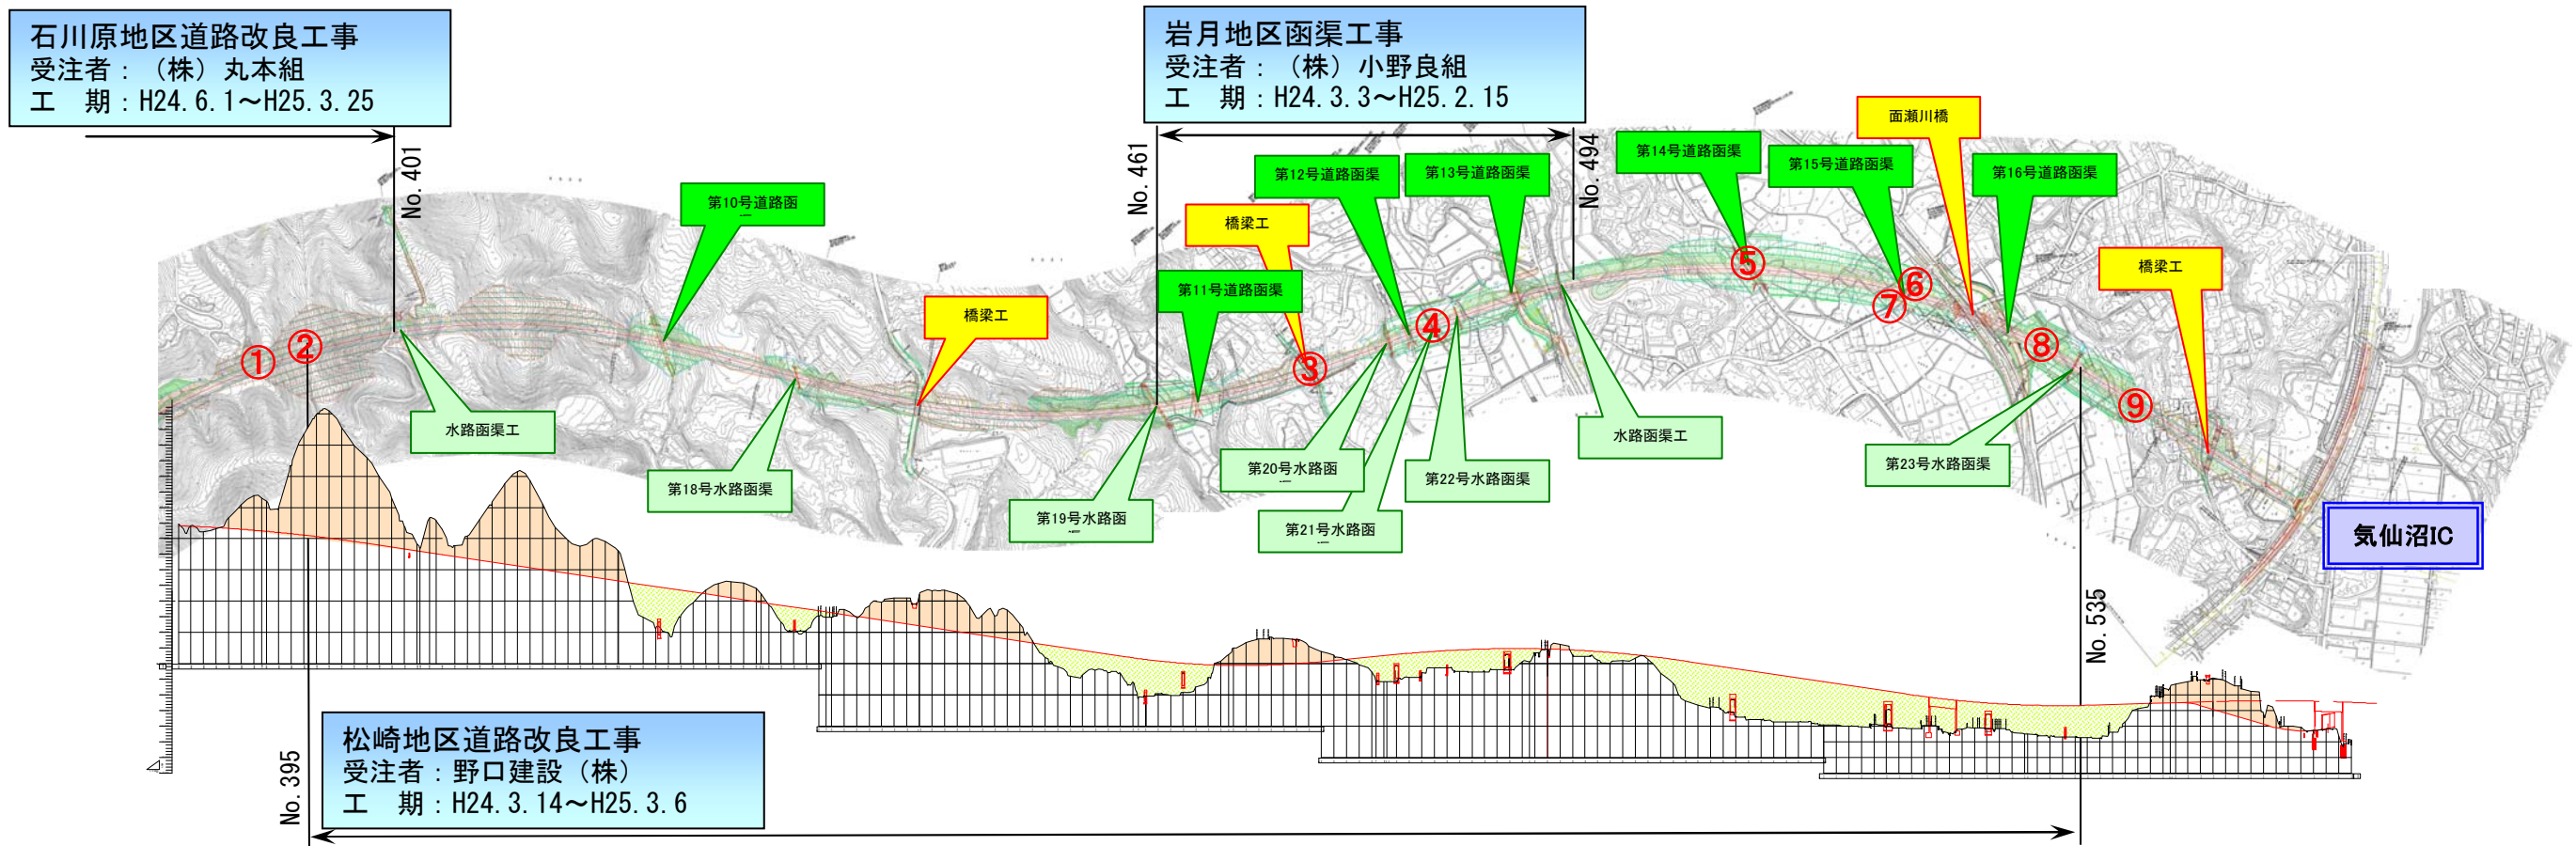 石川原地区道路改良工事
受注者：（株）丸本組
工　期：H24.6.1～H25.3.25
岩月地区函渠工事
受注者：（株）小野良組
工　期：H24.3.3～H25.2.15
No.401
No.461
No.494
第10号道路函
橋梁工
第11号道路函渠
橋梁工
第12号道路函渠
第13号道路函渠
第14号道路函渠
第15号道路函渠
面瀬川橋
第16号道路函渠
橋梁工
①
②
③
④
⑤
⑥
⑦
⑧
⑨
水路函渠工
第18号水路函渠
第19号水路函
第20号水路函
第21号水路函
第22号水路函渠
水路函渠工
第23号水路函渠
気仙沼IC
No.395
No.535
松崎地区道路改良工事
受注者：野口建設（株）
工　期：H24.3.14～H25.3.6